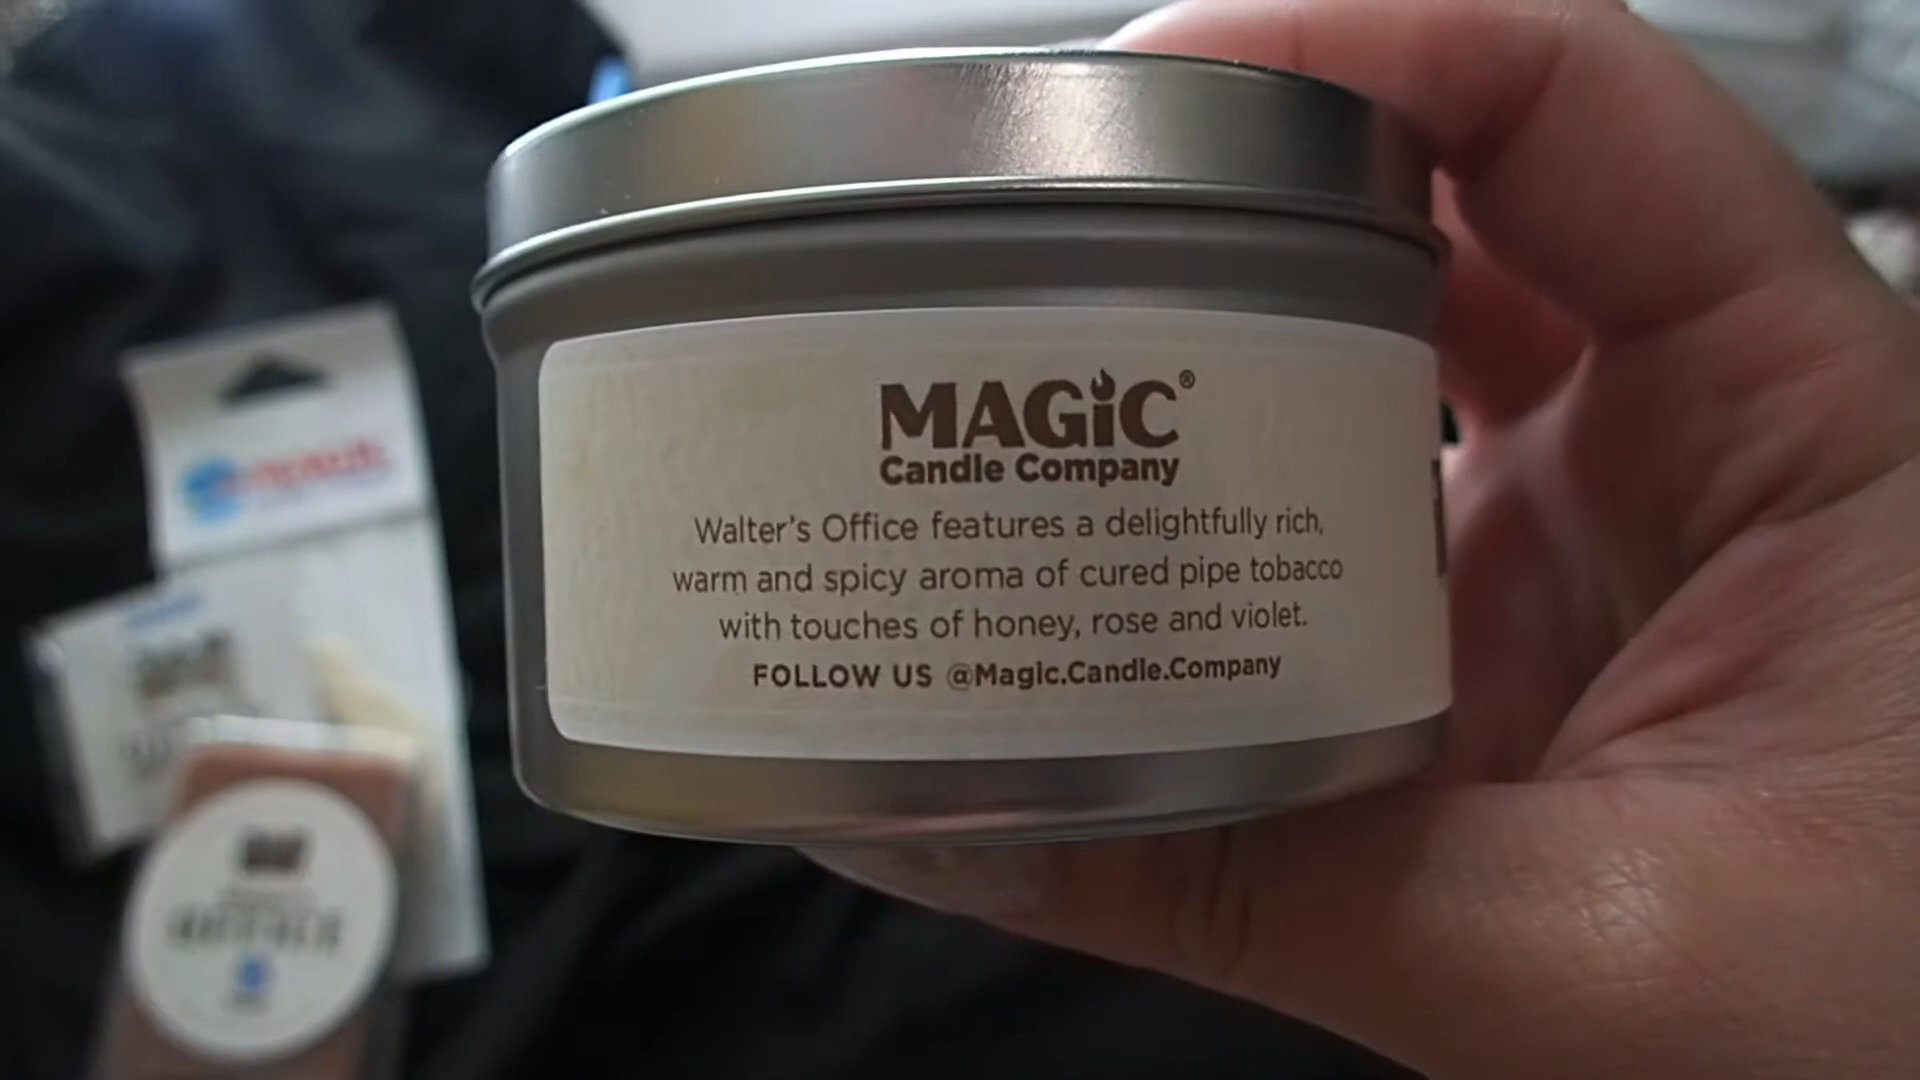 MAGiC®
Candle Company
Walter's Office features a delightfully rich,
warm and spicy aroma of cured pipe tobacco
with touches of honey, rose and violet.
FOLLOW US @Magic.Candle.Company